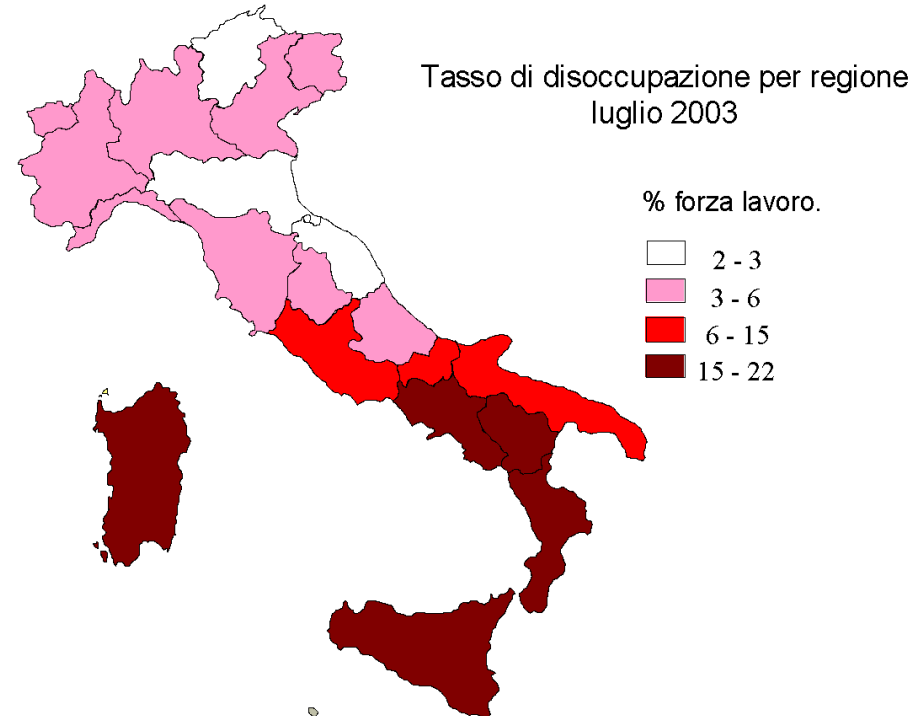 Tasso di disoccupazione per regione
luglio 2003
% forza lavoro.
2 - 3
3 - 6
6 - 15
15 - 22